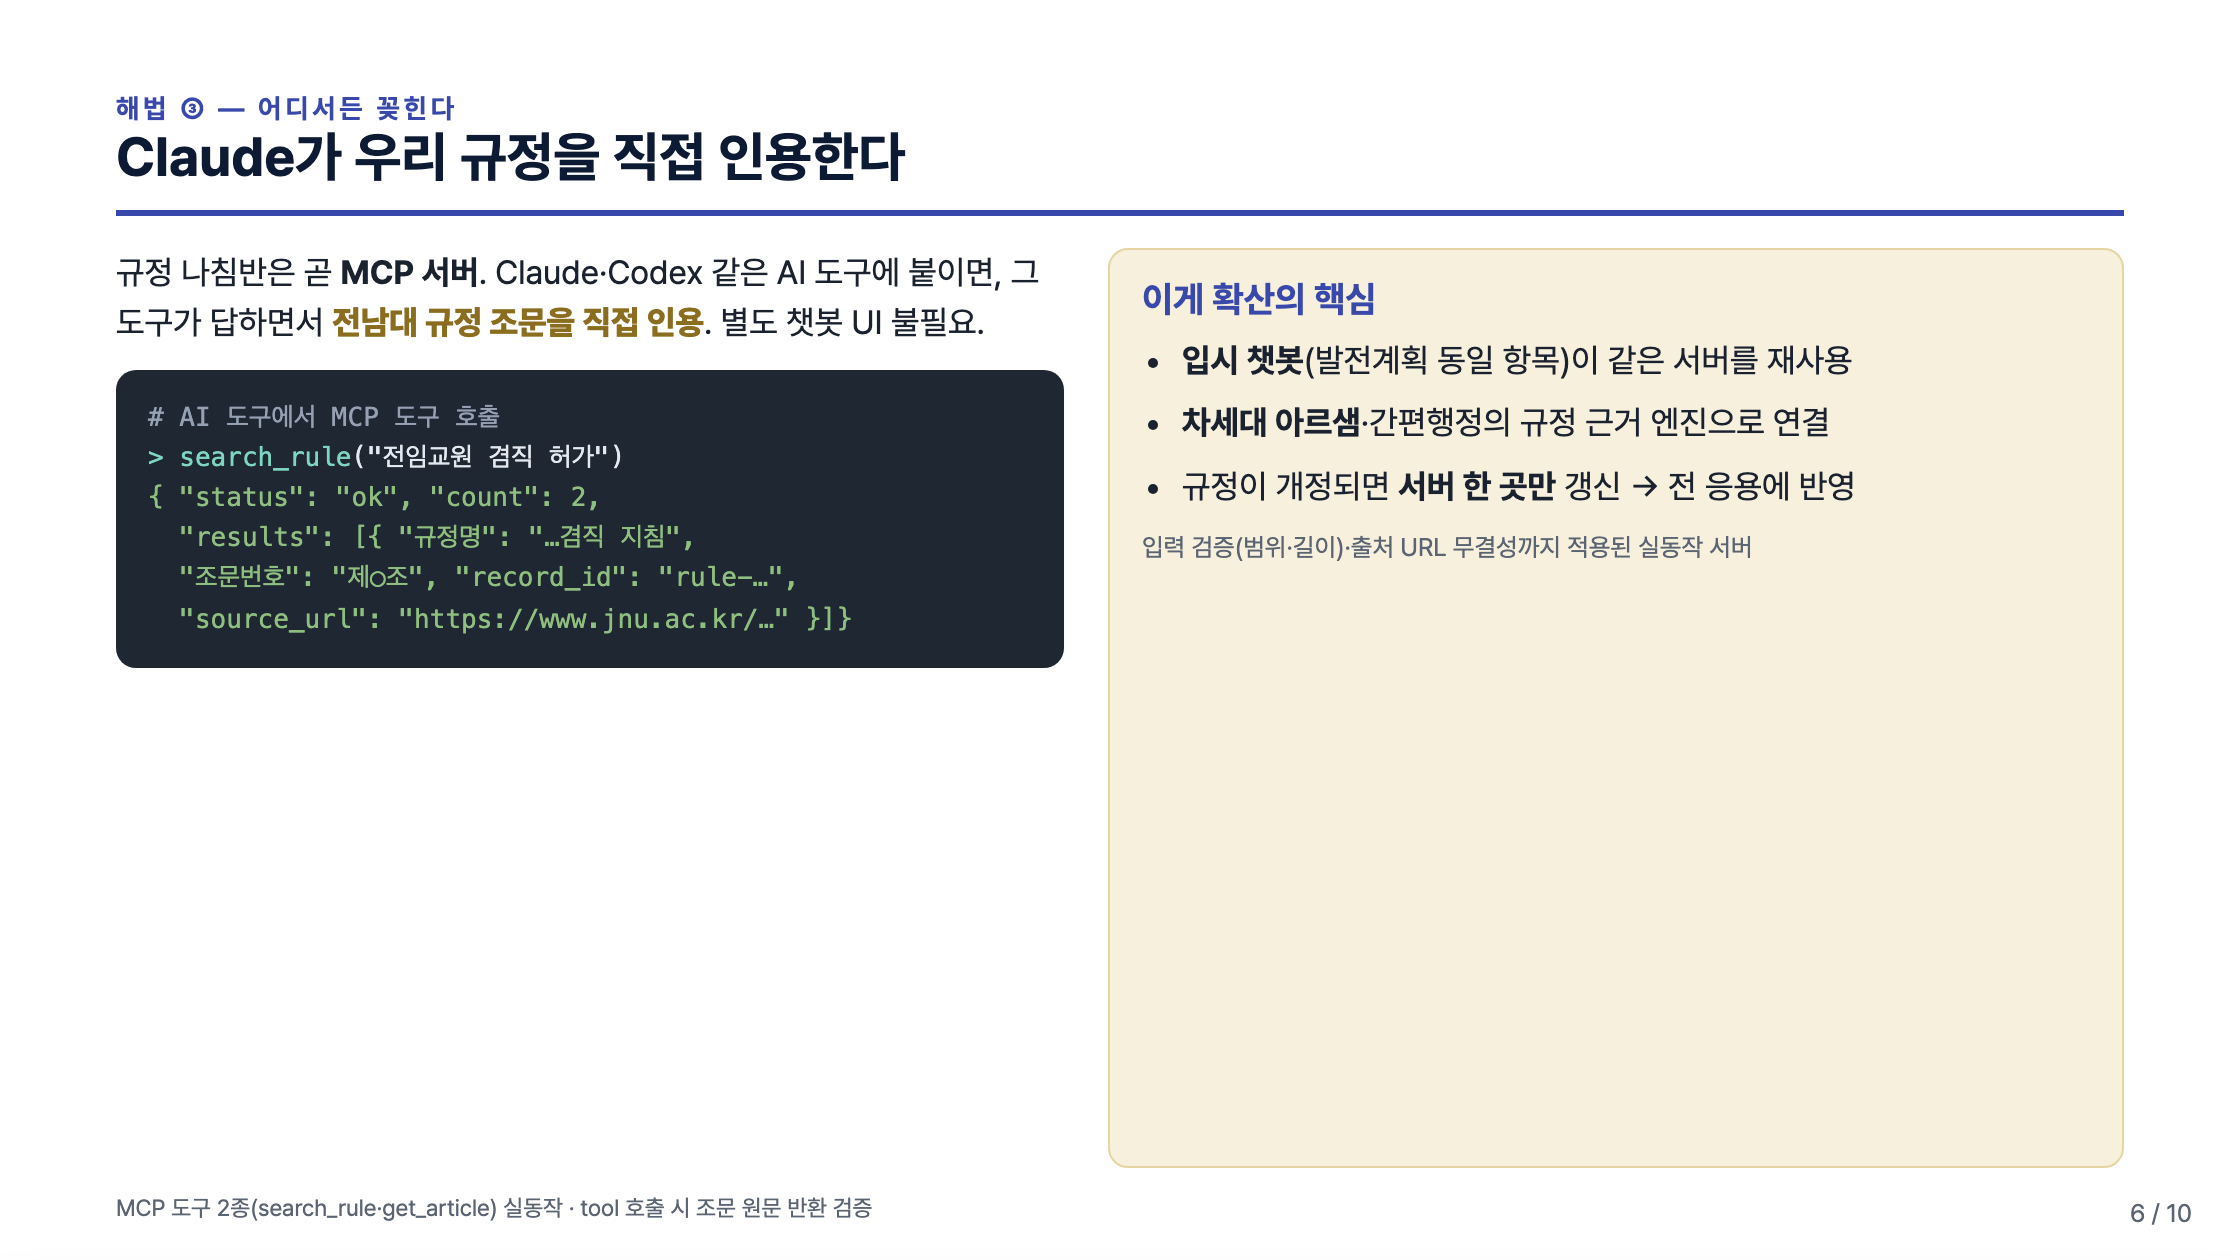 해법 ③ — 어디서든 꽂힌다
Claude가 우리 규정을 직접 인용한다
규정 나침반은 곧 MCP 서버. Claude·Codex 같은 AI 도구에 붙이면, 그
도구가 답하면서 전남대 규정 조문을 직접 인용. 별도 챗봇 UI 불필요.
# AI 도구에서 MCP 도구 호출
> search_rule("전임교원 겸직 허가")
{ "status": "ok", "count": 2,
"results": [{ "규정명": "…겸직 지침",
"조문번호": "제○조", "record_id": "rule-…",
"source_url": "https://www.jnu.ac.kr/…" }]}
이게 확산의 핵심
• 입시 챗봇(발전계획 동일 항목)이 같은 서버를 재사용
• 차세대 아르샘·간편행정의 규정 근거 엔진으로 연결
• 규정이 개정되면 서버 한 곳만 갱신 → 전 응용에 반영
입력 검증(범위·길이)·출처 URL 무결성까지 적용된 실동작 서버
MCP 도구 2종(search_rule·get_article) 실동작 · tool 호출 시 조문 원문 반환 검증
6 / 10